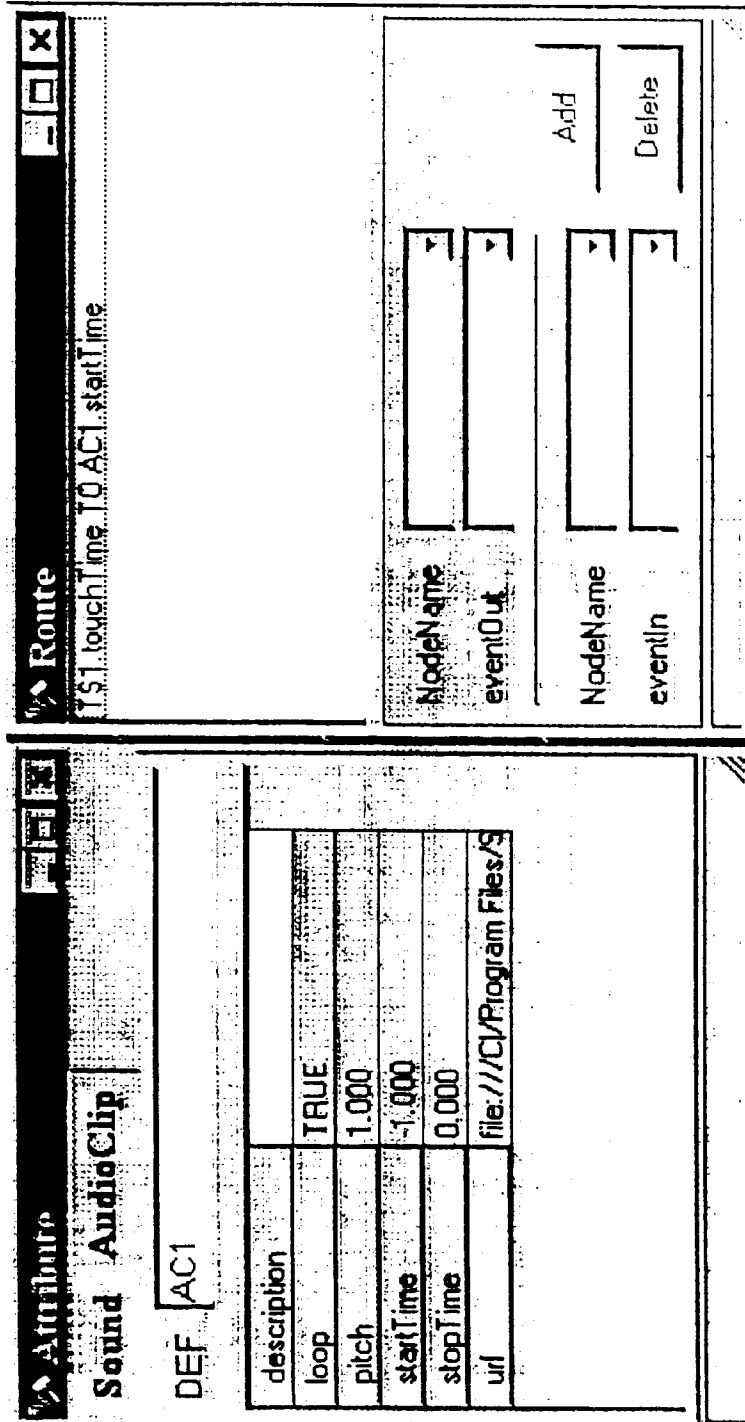 Attribute
Sound AudioClip
DEF AC1
description
loop TRUE
pitch 1.000
startTime -1.000
stopTime 0.000
url file:///C|/Program Files/S
Route
TS1.touchTime TO AC1.startTime
NodeName
eventOut
NodeName
eventIn
Add
Delete